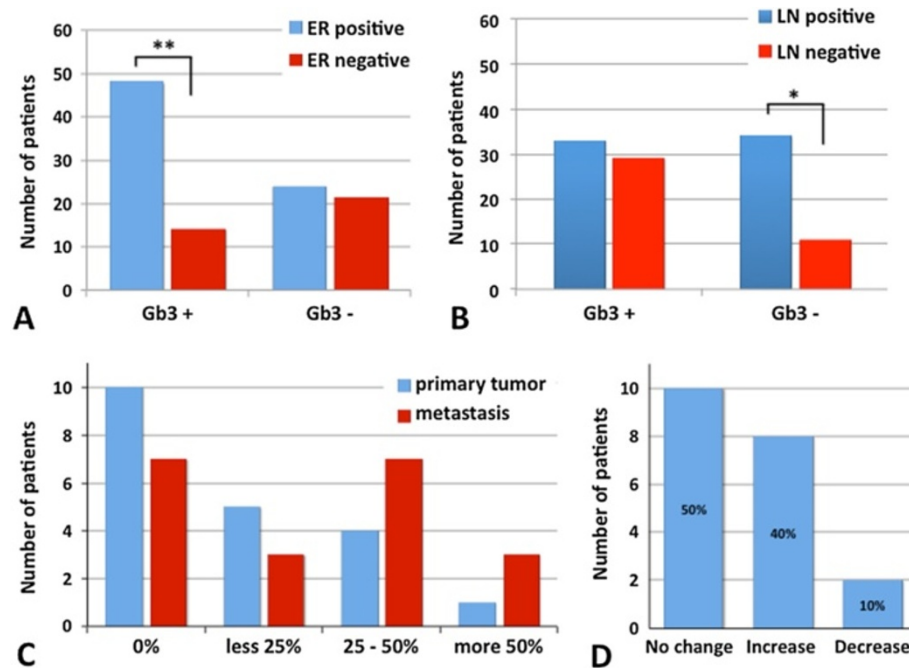 Number of patients
60
50
40
30
20
10
0
ER positive
ER negative
**
Gb3 +
Gb3 -
A
Number of patients
60
50
40
30
20
10
0
LN positive
LN negative
*
Gb3 +
Gb3 -
B
Number of patients
10
8
6
4
2
0
primary tumor
metastasis
0%
less 25%
25 - 50%
more 50%
C
Number of patients
10
8
6
4
2
0
50%
40%
10%
No change
Increase
Decrease
D